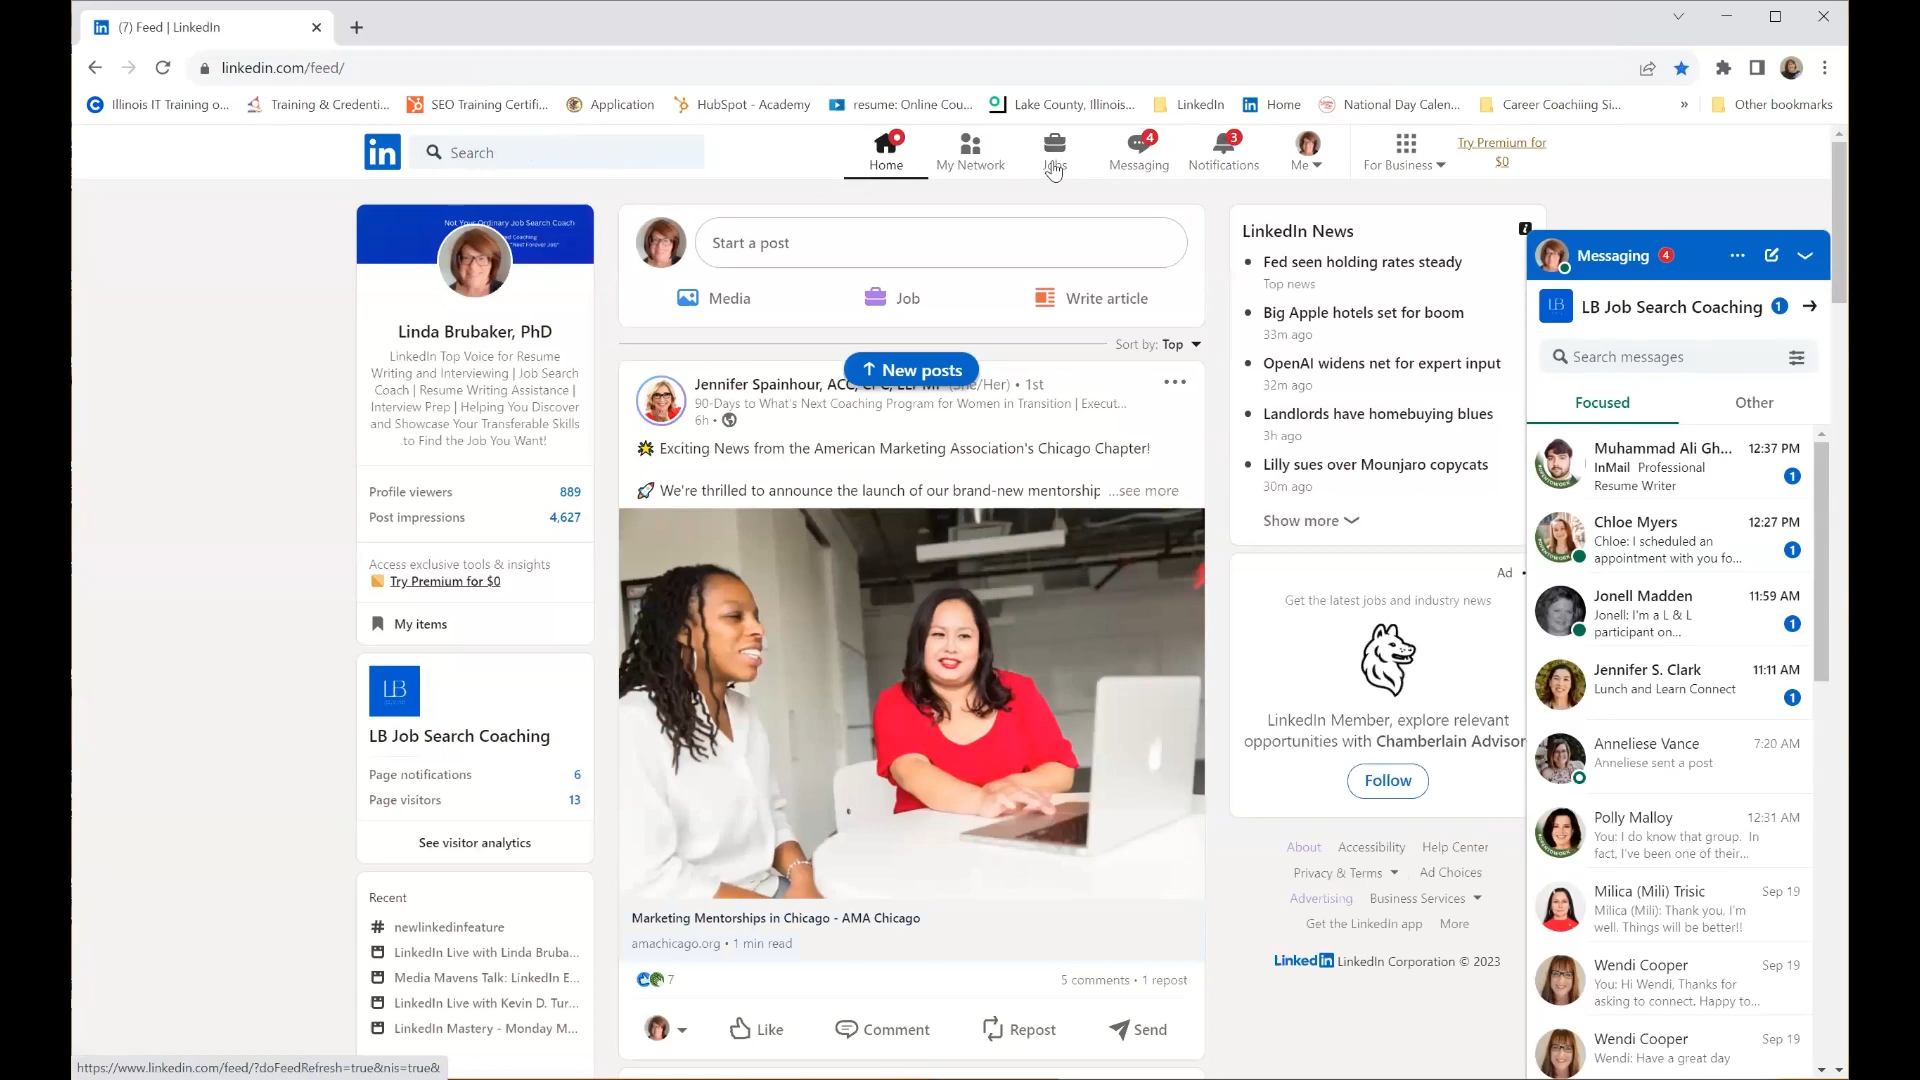 (7) Feed | LinkedIn
linkedin.com/feed/
Illinois IT Training o...
Training & Credenti...
SEO Training Certifi...
Application
HubSpot - Academy
resume: Online Cou...
Lake County, Illinois...
LinkedIn
Home
National Day Calen...
Career Coachiing Si...
»
Other bookmarks
in
Search
Home
My Network
Jobs
4
Messaging
3
Notifications
Me
For Business
Try Premium for
$0
Not Your Ordinary Job Search Coach
"Next Forever Job"
Linda Brubaker, PhD
LinkedIn Top Voice for Resume
Writing and Interviewing | Job Search
Coach | Resume Writing Assistance |
Interview Prep | Helping You Discover
and Showcase Your Transferable Skills
to Find the Job You Want!
Profile viewers 889
Post impressions 4,627
Access exclusive tools & insights
Try Premium for $0
My items
LB
LB Job Search Coaching
Page notifications 6
Page visitors 13
See visitor analytics
Recent
# newlinkedinfeature
LinkedIn Live with Linda Bruba...
Media Mavens Talk: LinkedIn E...
LinkedIn Live with Kevin D. Tur...
LinkedIn Mastery - Monday M...
https://www.linkedin.com/feed/?doFeedRefresh=true&nis=true&
Start a post
Media
Job
Write article
Sort by: Top
↑ New posts
Jennifer Spainhour, (She/Her) • 1st
90-Days to What's Next Coaching Program for Women in Transition | Execut...
6h •
Exciting News from the American Marketing Association's Chicago Chapter!
We're thrilled to announce the launch of our brand-new mentorship ...see more
Marketing Mentorships in Chicago - AMA Chicago
amachicago.org • 1 min read
7
5 comments • 1 repost
Like
Comment
Repost
Send
LinkedIn News
• Fed seen holding rates steady
Top news
• Big Apple hotels set for boom
33m ago
• OpenAI widens net for expert input
32m ago
• Landlords have homebuying blues
3h ago
• Lilly sues over Mounjaro copycats
30m ago
Show more
Ad •
Get the latest jobs and industry news
LinkedIn Member, explore relevant
opportunities with Chamberlain Advisor
Follow
About Accessibility Help Center
Privacy & Terms Ad Choices
Advertising Business Services
Get the LinkedIn app More
LinkedIn LinkedIn Corporation © 2023
Messaging 4
LB
LB Job Search Coaching 1
Search messages
Focused
Other
Muhammad Ali Gh... 12:37 PM
InMail Professional
Resume Writer
1
Chloe Myers 12:27 PM
Chloe: I scheduled an
appointment with you fo...
1
Jonell Madden 11:59 AM
Jonell: I'm a L & L
participant on...
1
Jennifer S. Clark 11:11 AM
Lunch and Learn Connect
1
Anneliese Vance 7:20 AM
Anneliese sent a post
Polly Malloy 12:31 AM
You: I do know that group. In
fact, I've been one of their...
Milica (Mili) Trisic Sep 19
Milica (Mili): Thank you, I'm
well. Things will be better!!
Wendi Cooper Sep 19
You: Hi Wendi, Thanks for
asking to connect. Happy to...
Wendi Cooper Sep 19
Wendi: Have a great day